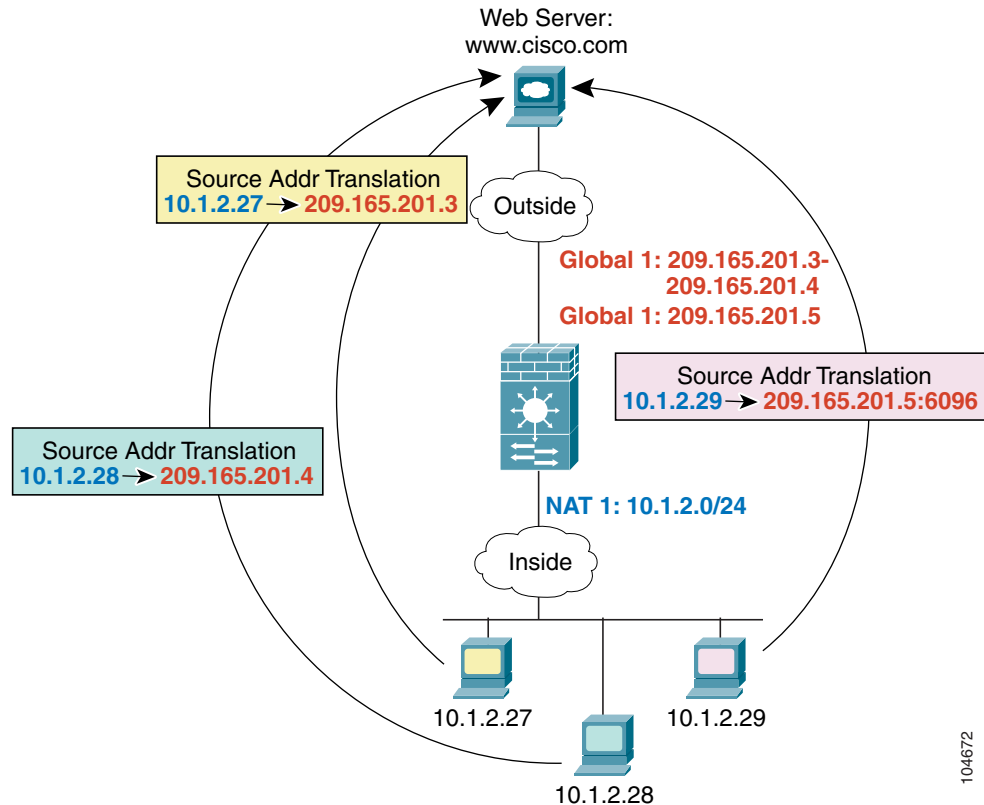 Web Server:
www.cisco.com
Source Addr Translation
10.1.2.27 209.165.201.3
Outside
Global 1: 209.165.201.3-
209.165.201.4
Global 1: 209.165.201.5
Source Addr Translation
10.1.2.29 209.165.201.5:6096
Source Addr Translation
10.1.2.28 209.165.201.4
NAT 1: 10.1.2.0/24
Inside
10.1.2.27
10.1.2.29
10.1.2.28
104672